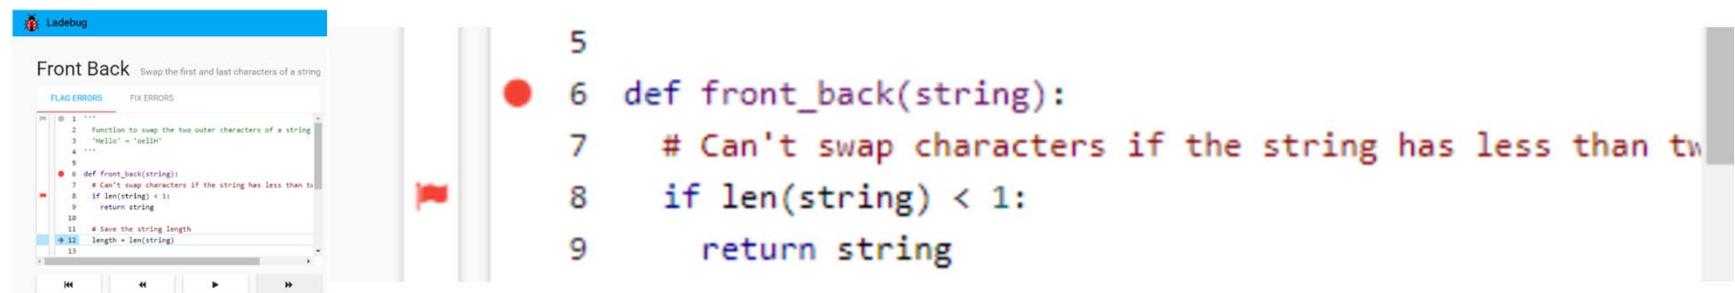 Ladebug
Front Back Swap the first and last characters of a string
FLAG ERRORS FIX ERRORS
1 '''
2 Function to swap the two outer characters of a string
3 'Hello' = 'oellH'
4 '''
5
6 def front_back(string):
7 # Can't swap characters if the string has less than tw
8 if len(string) < 1:
9 return string
10
11 # Save the string length
12 length = len(string)
13
5
6 def front_back(string):
7 # Can't swap characters if the string has less than tw
8 if len(string) < 1:
9 return string